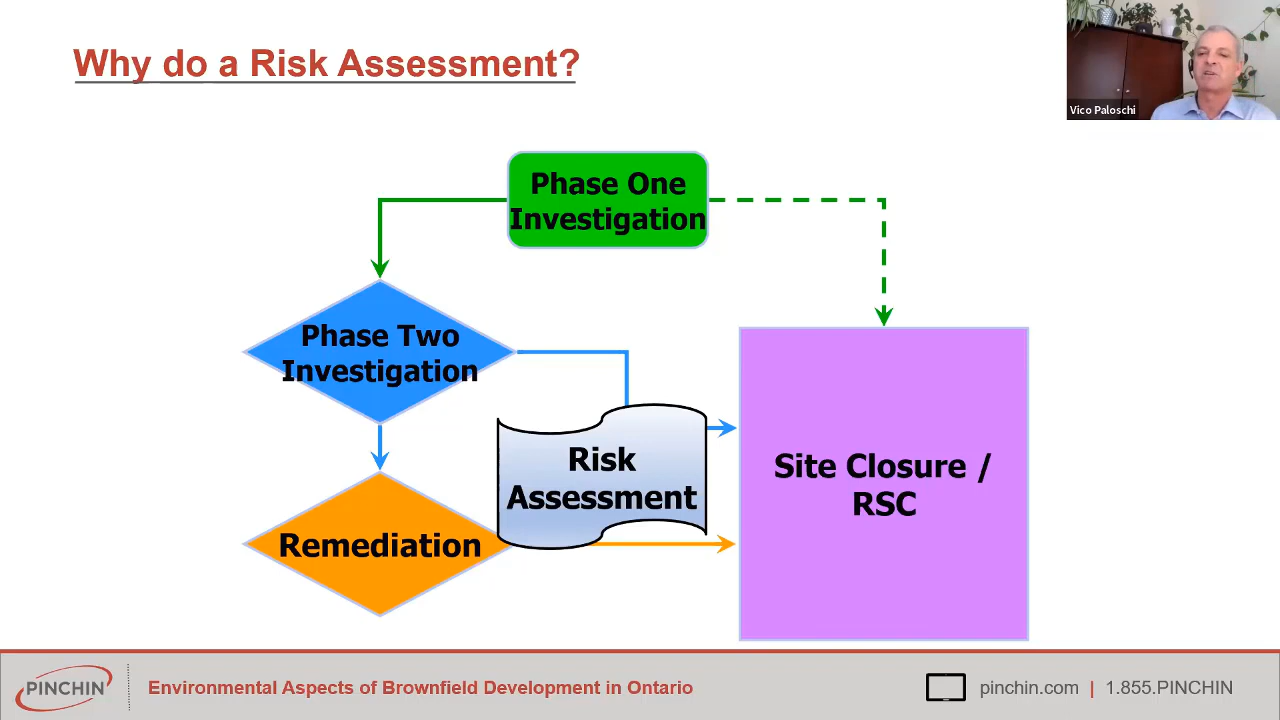 Why do a Risk Assessment?
Vico Paloschi
Phase One
Investigation
Phase Two
Investigation
Risk
Assessment
Site Closure /
RSC
Remediation
PINCHIN
Environmental Aspects of Brownfield Development in Ontario
pinchin.com | 1.855.PINCHIN